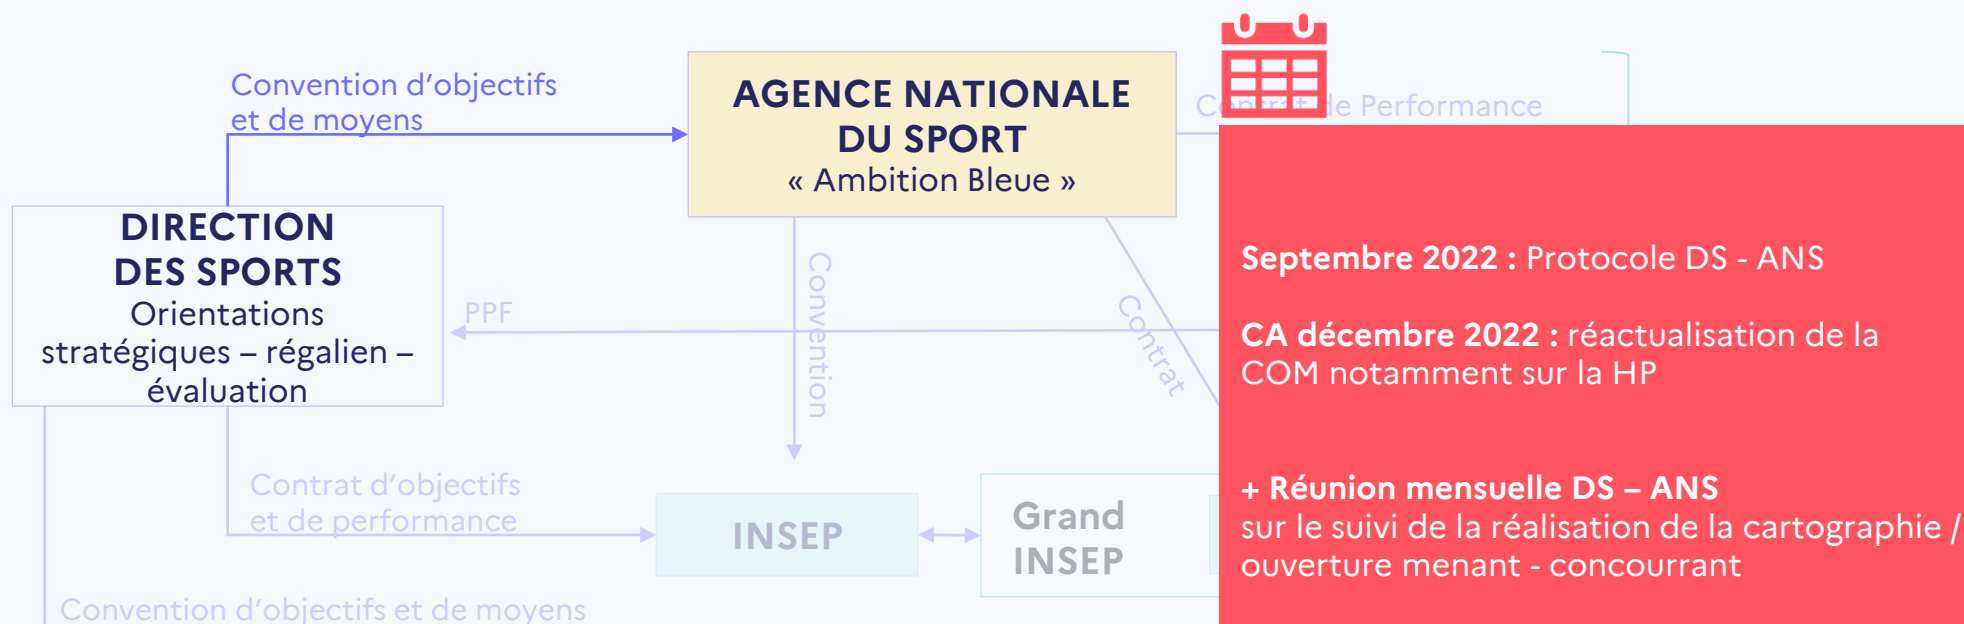 Convention d’objectifs
et de moyens
AGENCE NATIONALE
DU SPORT
« Ambition Bleue »
Contrat de Performance
DIRECTION
DES SPORTS
Orientations
stratégiques – régalien –
évaluation
PPF
Convention
Contrat
Contrat d’objectifs
et de performance
INSEP
Grand
INSEP
Convention d’objectifs et de moyens
Septembre 2022 : Protocole DS - ANS
CA décembre 2022 : réactualisation de la
COM notamment sur la HP
+ Réunion mensuelle DS – ANS
sur le suivi de la réalisation de la cartographie /
ouverture menant - concourrant